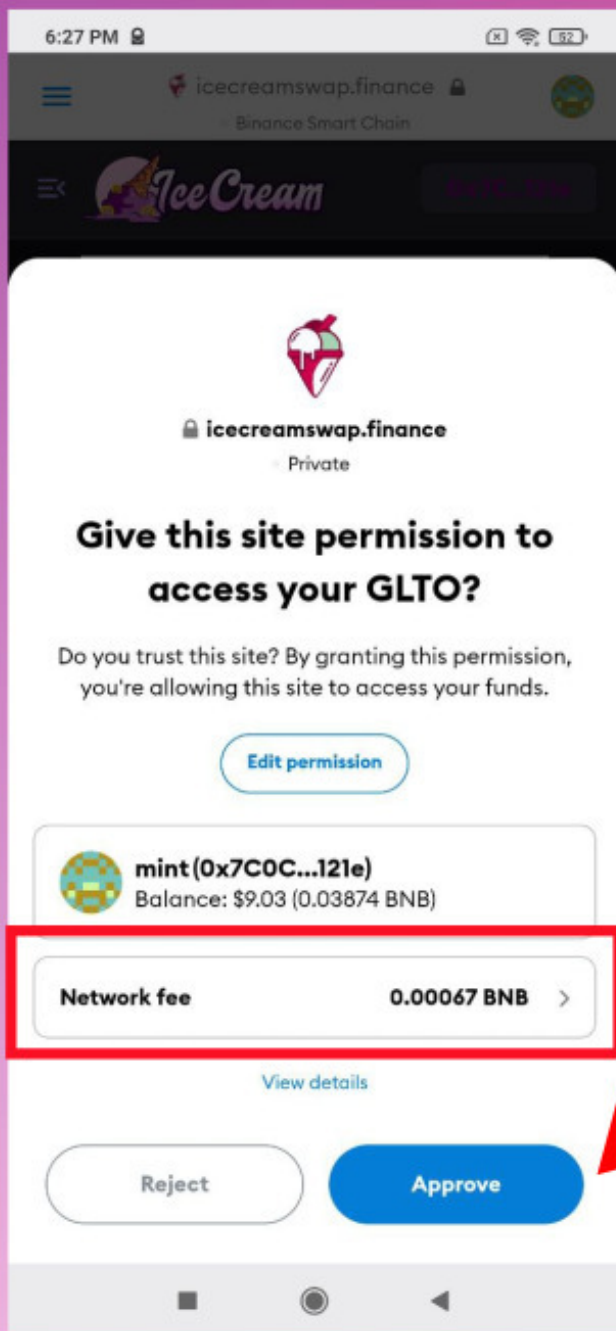 6:27 PM
52
icecreamswap.finance
Binance Smart Chain
IceCream
icecreamswap.finance
Private
Give this site permission to
access your GLTO?
Do you trust this site? By granting this permission,
you're allowing this site to access your funds.
Edit permission
mint (0x7C0C...121e)
Balance: $9.03 (0.03874 BNB)
Network fee
0.00067 BNB
View details
Reject
Approve